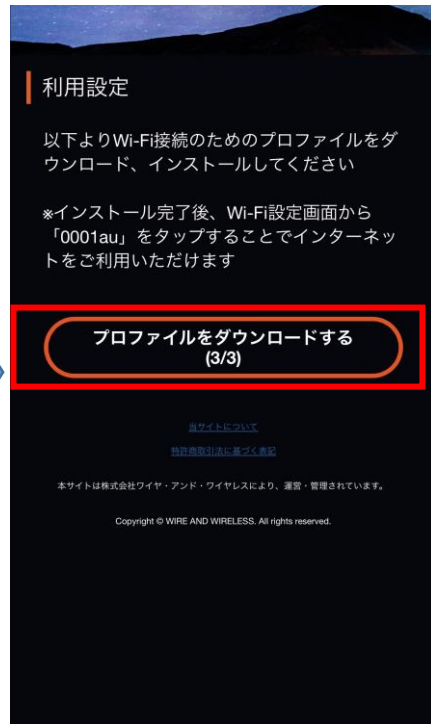 利用設定
以下よりWi-Fi接続のためのプロファイルをダ
ウンロード、インストールしてください
※インストール完了後、Wi-Fi設定画面から
「0001au」をタップすることでインターネッ
トをご利用いただけます
プロファイルをダウンロードする
(3/3)
当サイトについて
特許商取引法に基づく表記
本サイトは株式会社ワイヤ・アンド・ワイヤレスにより、運営・管理されています。
Copyright © WIRE AND WIRELESS. All rights reserved.